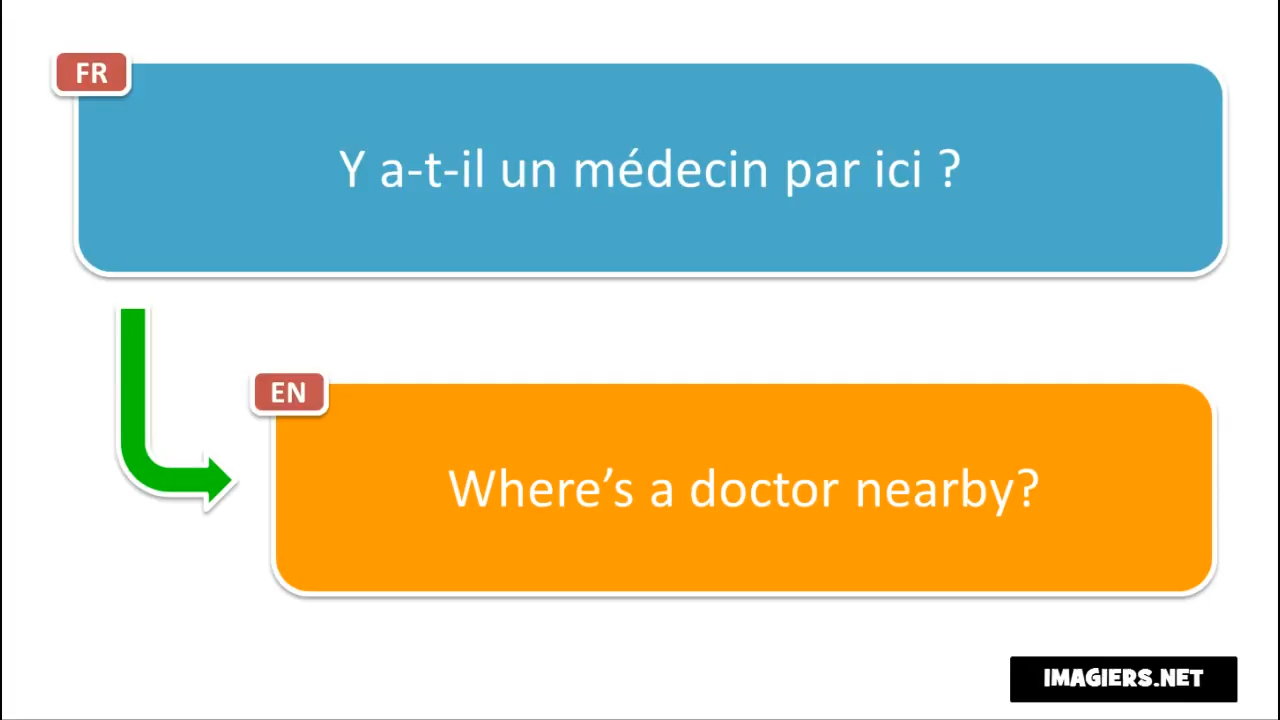 FR
Y a-t-il un médecin par ici ?
EN
Where’s a doctor nearby?
IMAGIERS.NET